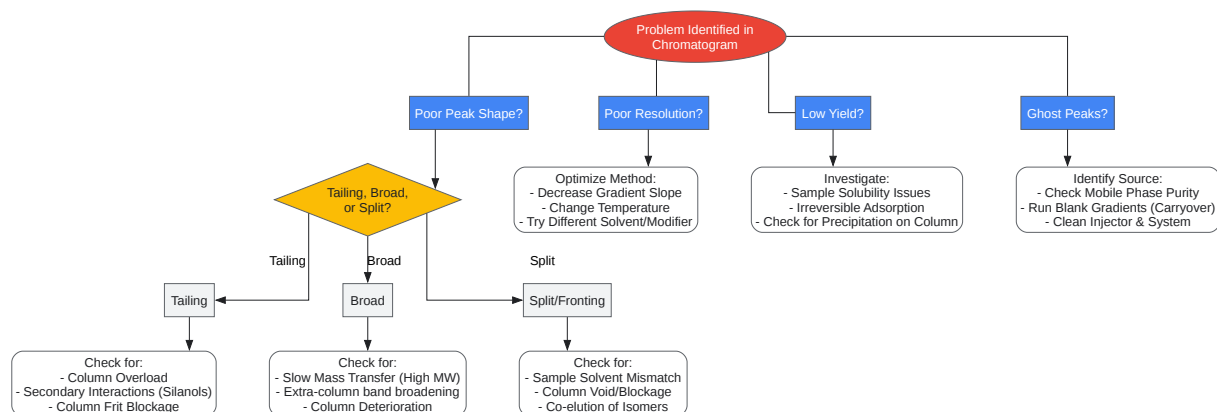 Problem Identified in
Chromatogram
Poor Peak Shape?
Poor Resolution?
Low Yield?
Ghost Peaks?
Tailing, Broad,
or Split?
Optimize Method:
- Decrease Gradient Slope
- Change Temperature
- Try Different Solvent/Modifier
Investigate:
- Sample Solubility Issues
- Irreversible Adsorption
- Check for Precipitation on Column
Identify Source:
- Check Mobile Phase Purity
- Run Blank Gradients (Carryover)
- Clean Injector & System
Tailing
Broad
Split
Tailing
Broad
Split/Fronting
Check for:
- Column Overload
- Secondary Interactions (Silanols)
- Column Frit Blockage
Check for:
- Slow Mass Transfer (High MW)
- Extra-column band broadening
- Column Deterioration
Check for:
- Sample Solvent Mismatch
- Column Void/Blockage
- Co-elution of Isomers